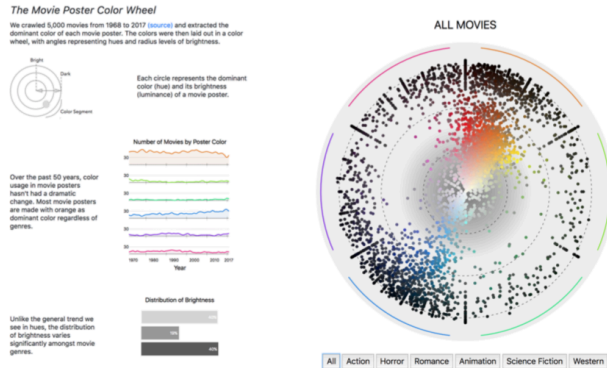 The Movie Poster Color Wheel
We crawled 5,000 movies from 1968 to 2017 (source) and extracted the
dominant color of each movie poster. The colors were then laid out in a color
wheel, with angles representing hues and radius levels of brightness.
Bright
Dark
Color Segment
Each circle represents the dominant
color (hue) and its brightness
(luminance) of a movie poster.
Number of Movies by Poster Color
Over the past 50 years, color
usage in movie posters
hasn't had a dramatic
change. Most movie posters
are made with orange as
dominant color regardless of
genres.
1970 1980 1990 2000 2010 2017
Year
Distribution of Brightness
Unlike the general trend we
see in hues, the distribution
of brightness varies
significantly amongst movie
genres.
ALL MOVIES
All Action Horror Romance Animation Science Fiction Western